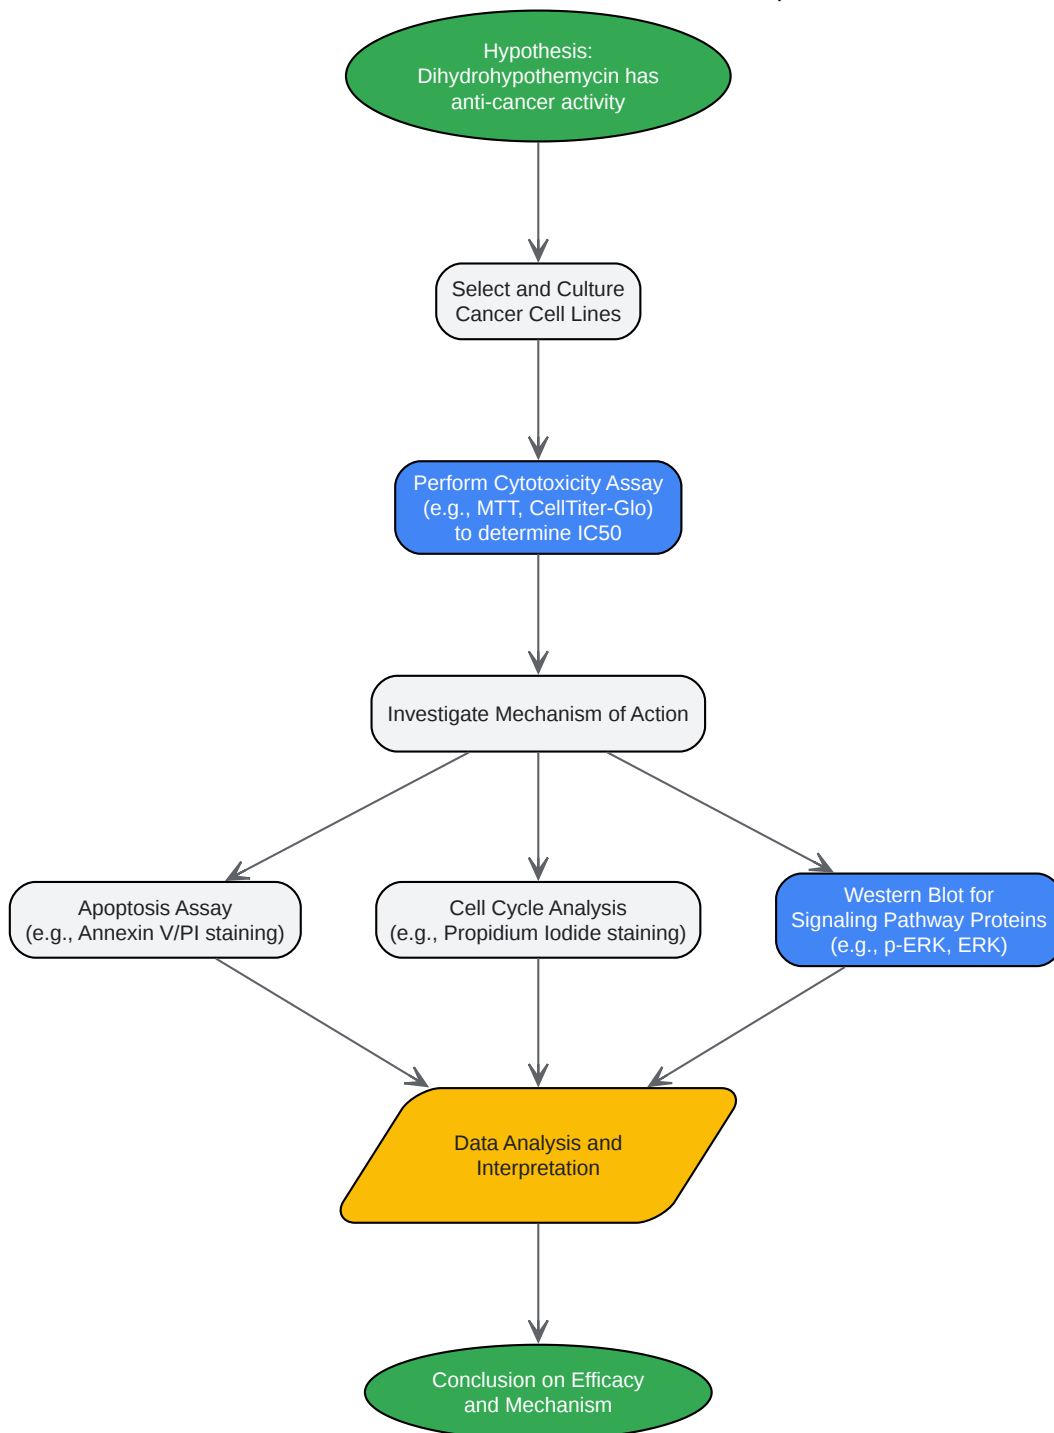 Hypothesis:
Dihydrohypothemycin has
anti-cancer activity
Select and Culture
Cancer Cell Lines
Perform Cytotoxicity Assay
(e.g., MTT, CellTiter-Glo)
to determine IC50
Investigate Mechanism of Action
Apoptosis Assay
(e.g., Annexin V/PI staining)
Cell Cycle Analysis
(e.g., Propidium Iodide staining)
Western Blot for
Signaling Pathway Proteins
(e.g., p-ERK, ERK)
Data Analysis and
Interpretation
Conclusion on Efficacy
and Mechanism